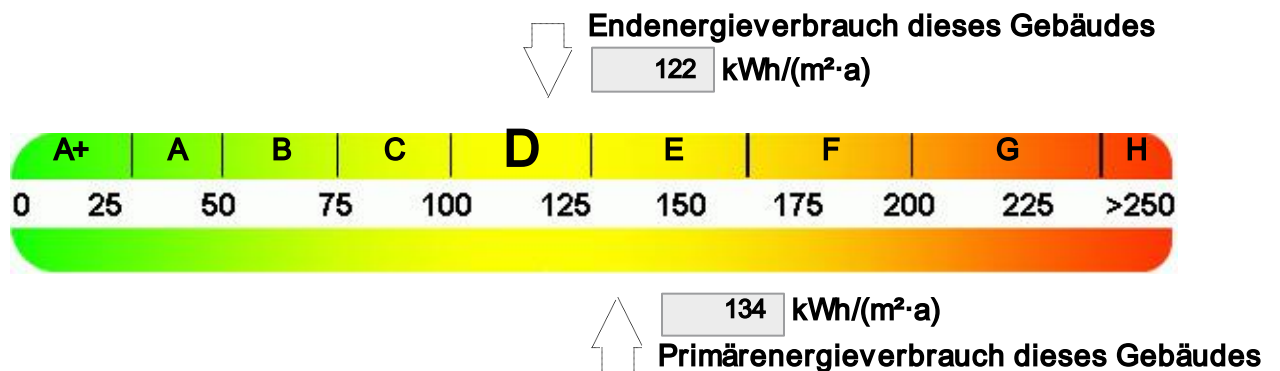 Endenergieverbrauch dieses Gebäudes
122 kWh/(m²·a)
A+ A B C D E F G H
0 25 50 75 100 125 150 175 200 225 >250
134 kWh/(m²·a)
Primärenergieverbrauch dieses Gebäudes